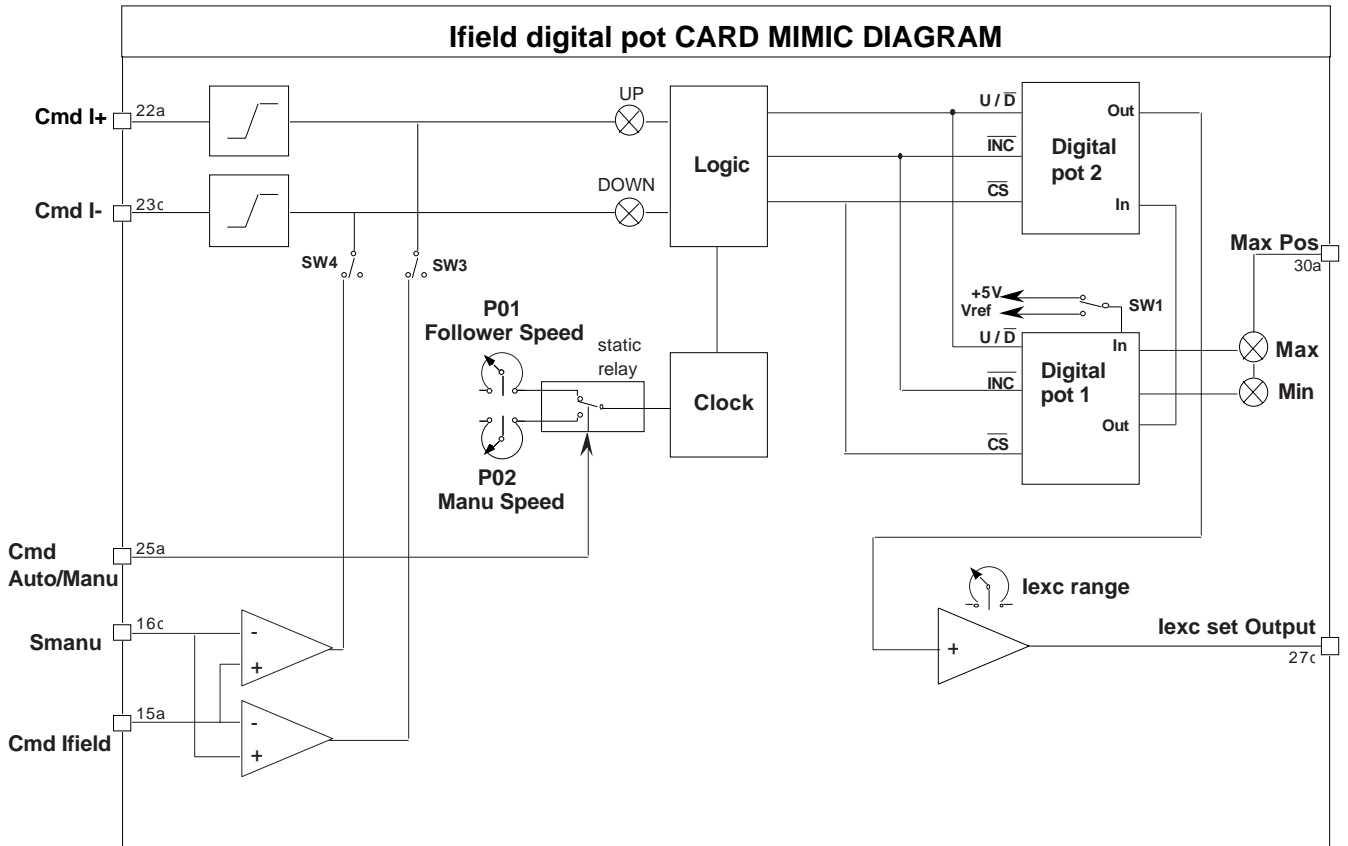 Ifield digital pot CARD MIMIC DIAGRAM
Cmd I+
22a
UP
Logic
U / D
INC
CS
Digital
pot 2
Out
In
Cmd I-
23c
DOWN
SW4
SW3
Max Pos
30a
+5V
Vref
SW1
P01
Follower Speed
static
relay
Clock
P02
Manu Speed
U / D
INC
CS
Digital
pot 1
In
Out
Max
Min
Cmd
Auto/Manu
25a
Smanu
16c
-
+
Cmd Ifield
15a
-
+
Iexc range
+
Iexc set Output
27c